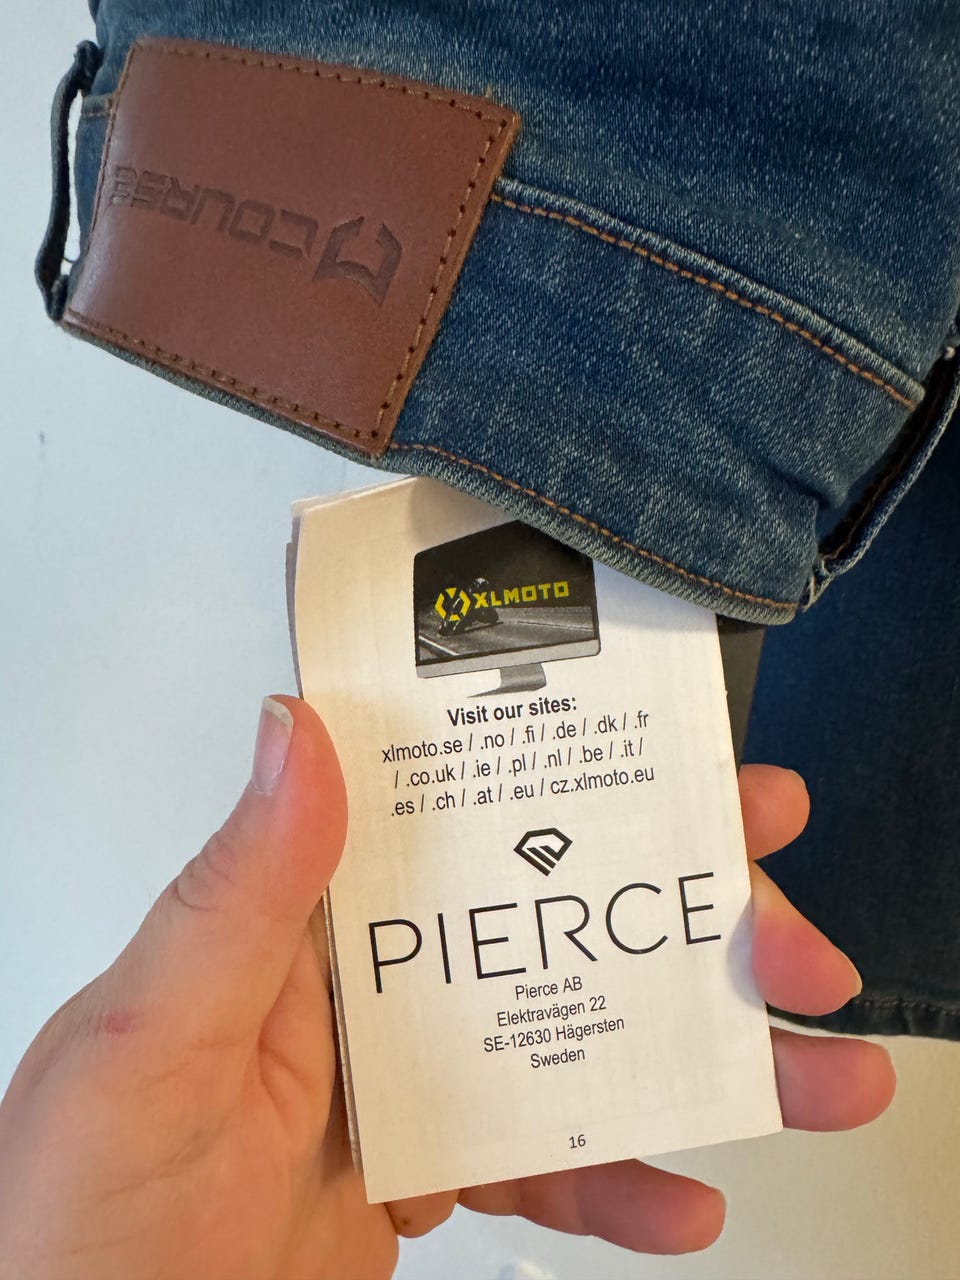 COURSE
XLMOTO
Visit our sites:
xlmoto.se / .no / .fi / .de / .dk / .fr
/ .co.uk / .ie / .pl / .nl / .be / .it /
.es / .ch / .at / .eu / cz.xlmoto.eu
PIERCE
Pierce AB
Elektravägen 22
SE-12630 Hägersten
Sweden
16